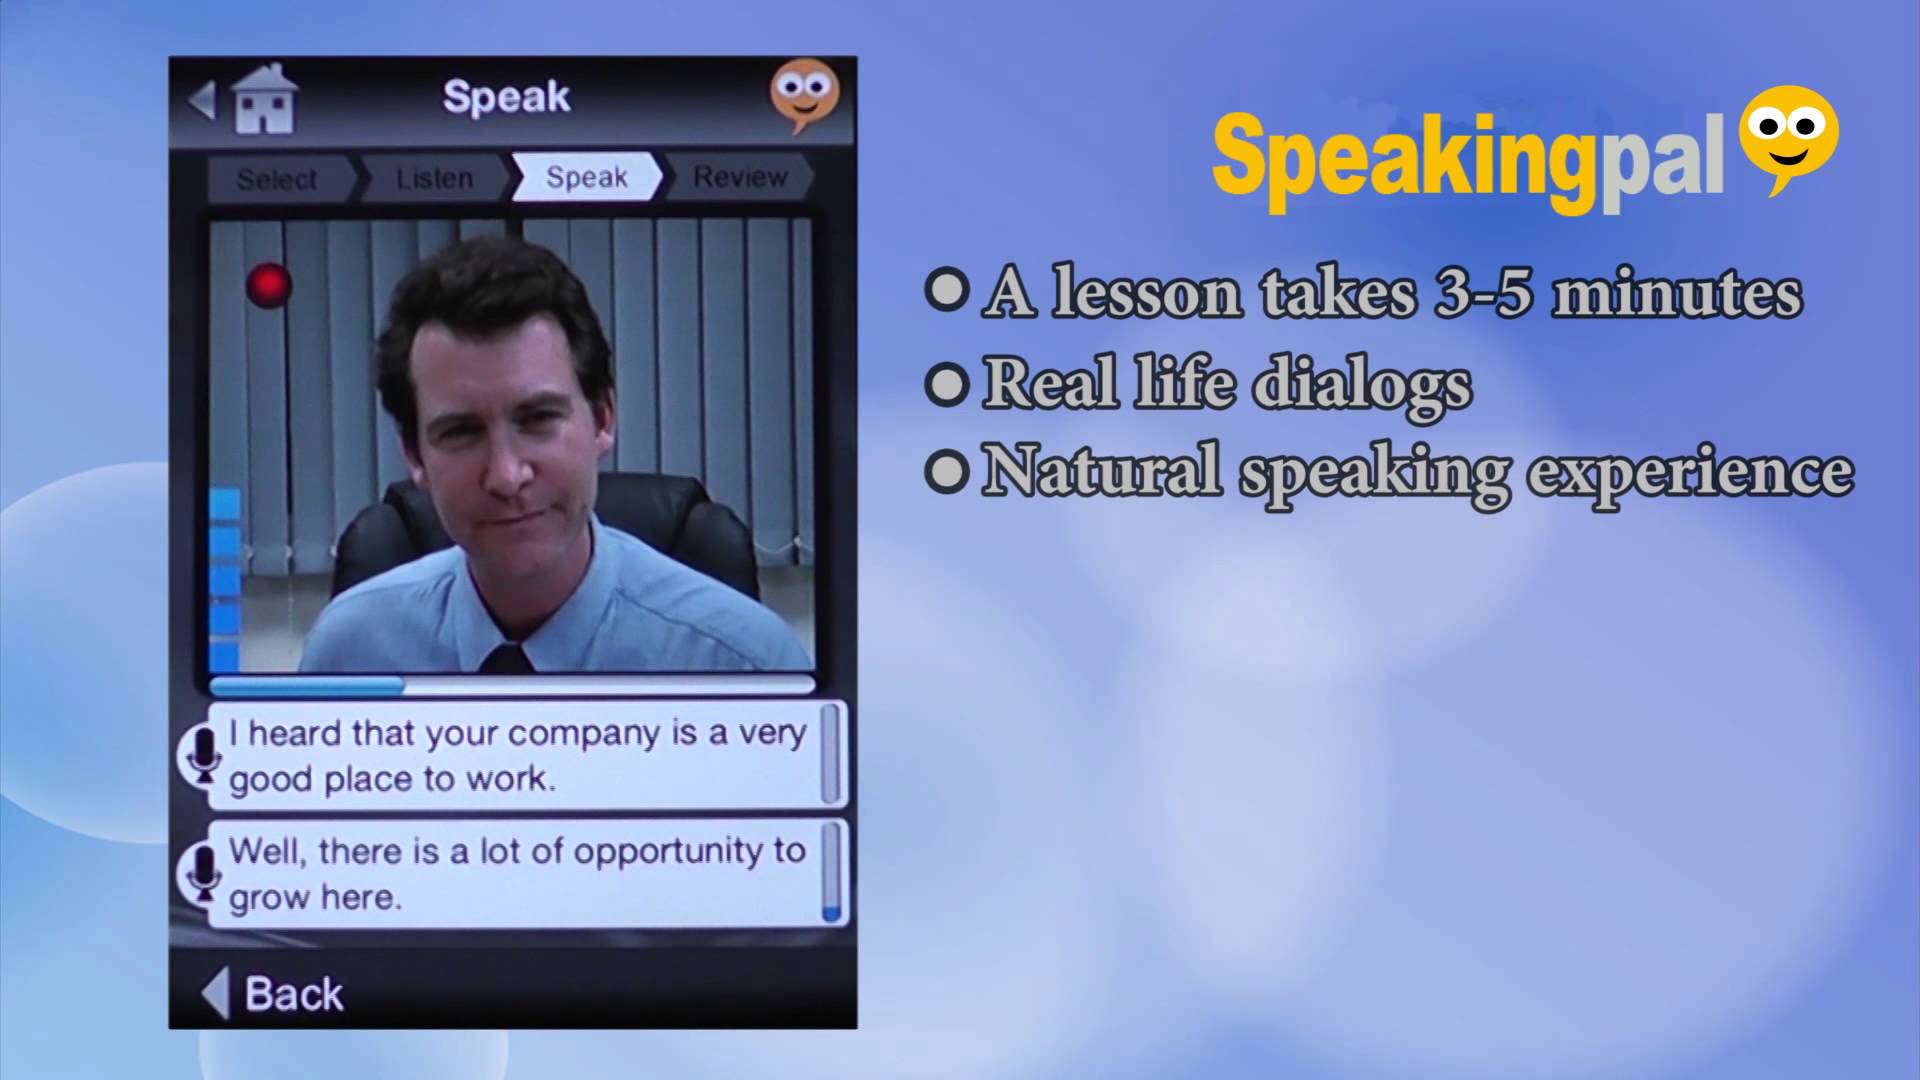 Speak
Select
Listen
Speak
Review
I heard that your company is a very
good place to work.
Well, there is a lot of opportunity to
grow here.
Back
Speakingpal
A lesson takes 3-5 minutes
Real life dialogs
Natural speaking experience